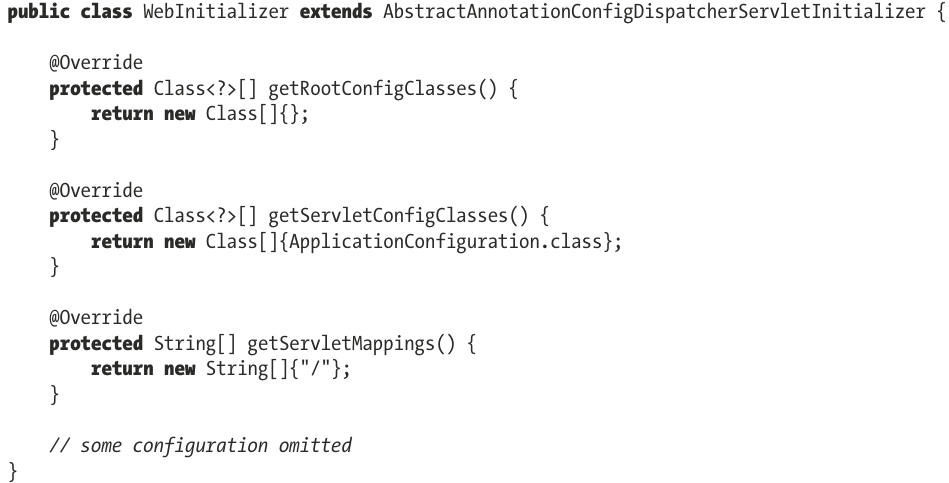 public class WebInitializer extends AbstractAnnotationConfigDispatcherServletInitializer {

    @Override
    protected Class<?>[] getRootConfigClasses() {
        return new Class[]{};
    }

    @Override
    protected Class<?>[] getServletConfigClasses() {
        return new Class[]{ApplicationConfiguration.class};
    }

    @Override
    protected String[] getServletMappings() {
        return new String[]{"/"};
    }

    // some configuration omitted
}